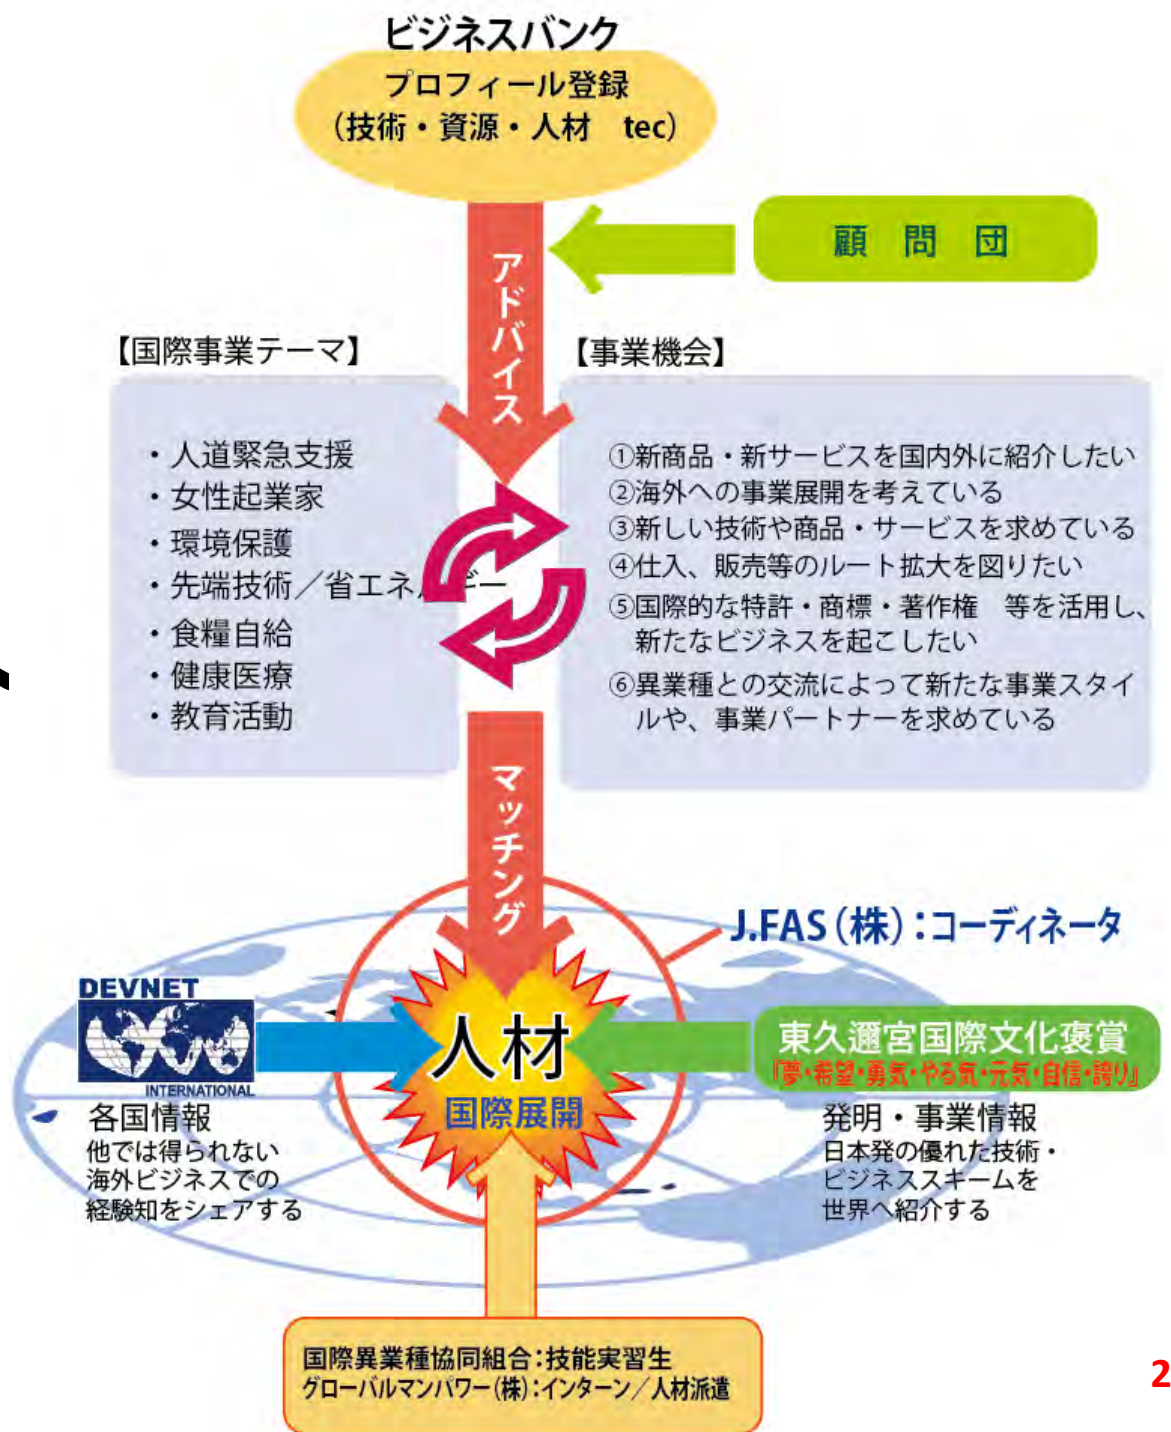 ビジネスバンク
プロフィール登録
（技術・資源・人材　tec）
顧　問　団
アドバイス
【国際事業テーマ】
・人道緊急支援
・女性起業家
・環境保護
・先端技術／省エネルギー
・食糧自給
・健康医療
・教育活動
【事業機会】
①新商品・新サービスを国内外に紹介したい
②海外への事業展開を考えている
③新しい技術や商品・サービスを求めている
④仕入、販売等のルート拡大を図りたい
⑤国際的な特許・商標・著作権　等を活用し、
新たなビジネスを起こしたい
⑥異業種との交流によって新たな事業スタイ
ルや、事業パートナーを求めている
マッチング
J.FAS（株）：コーディネータ
DEVNET
INTERNATIONAL
各国情報
他では得られない
海外ビジネスでの
経験知をシェアする
人材
国際展開
東久邇宮国際文化褒賞
『夢・希望・勇気・やる気・元気・自信・誇り』
発明・事業情報
日本発の優れた技術・
ビジネススキームを
世界へ紹介する
国際異業種協同組合：技能実習生
グローバルマンパワー（株）：インターン／人材派遣
2